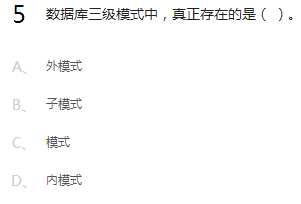 5 数据库三级模式中，真正存在的是（ ）。
A、 外模式
B、 子模式
C、 模式
D、 内模式